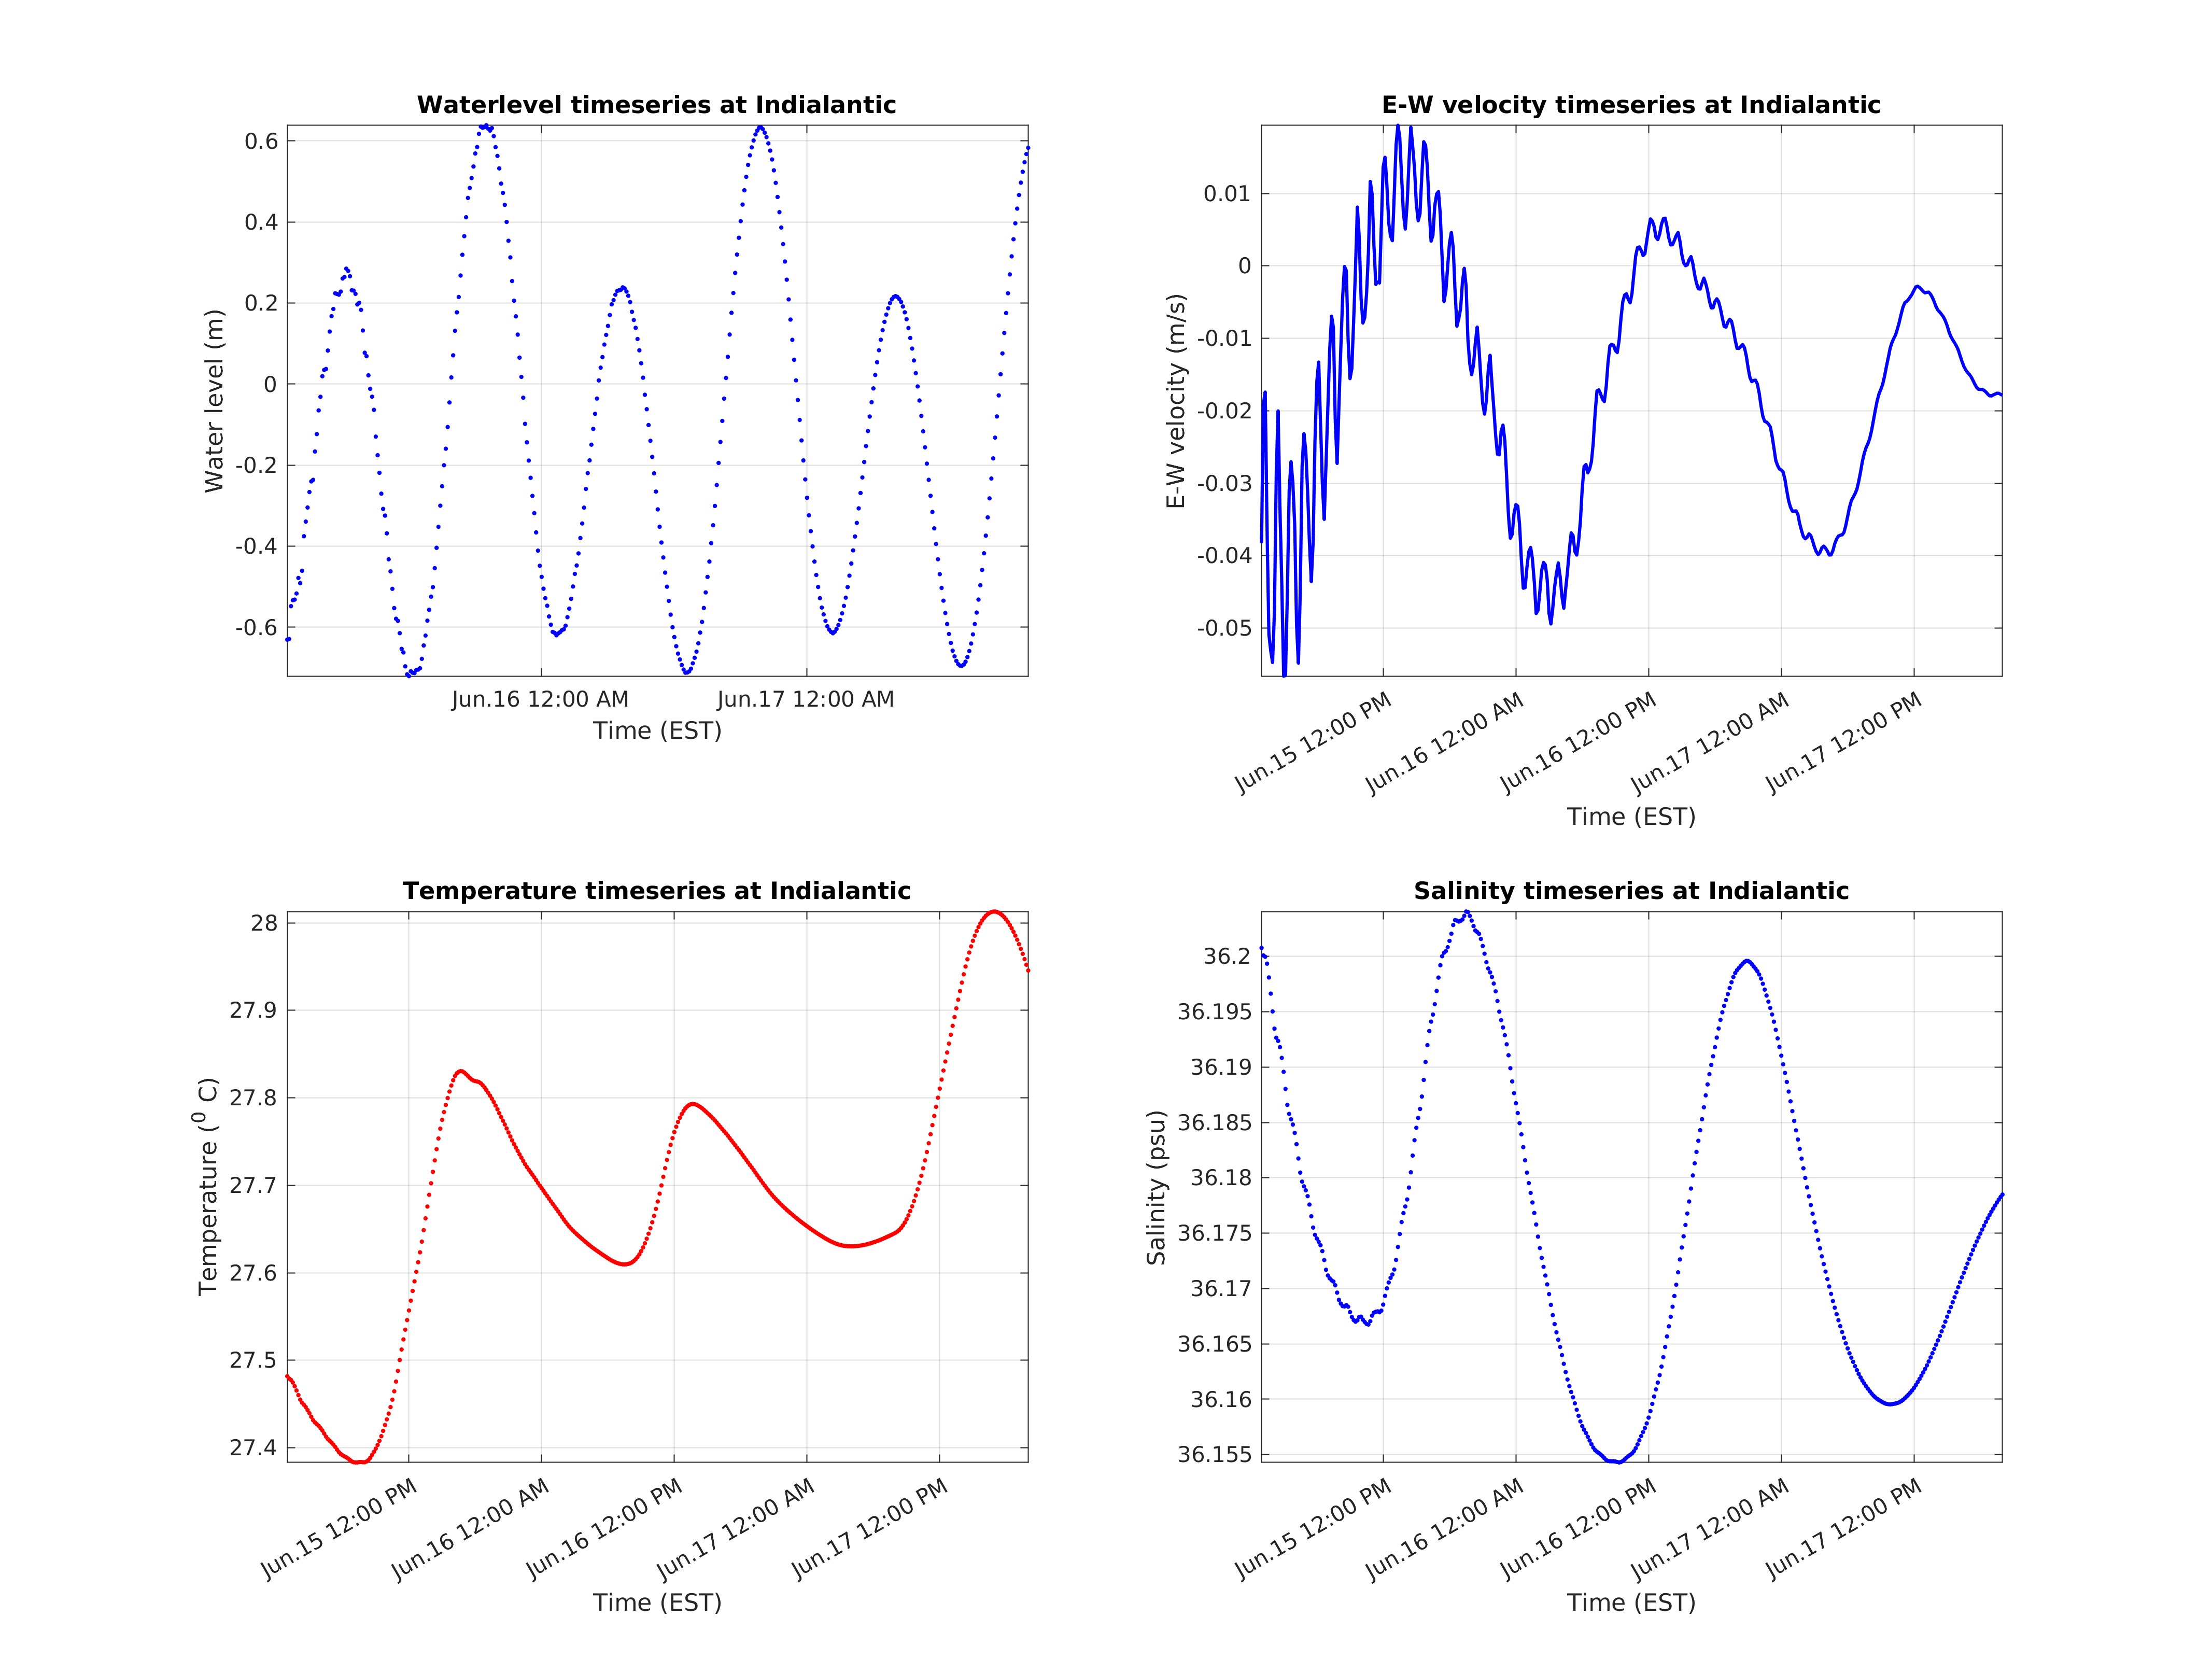 Waterlevel timeseries at Indialantic
0.6
0.4
0.2
0
-0.2
-0.4
-0.6
Water level (m)
Jun.16 12:00 AM
Jun.17 12:00 AM
Time (EST)
E-W velocity timeseries at Indialantic
0.01
0
-0.01
-0.02
-0.03
-0.04
-0.05
E-W velocity (m/s)
Jun.15 12:00 PM
Jun.16 12:00 AM
Jun.16 12:00 PM
Jun.17 12:00 AM
Jun.17 12:00 PM
Time (EST)
Temperature timeseries at Indialantic
28
27.9
27.8
27.7
27.6
27.5
27.4
Temperature (⁰ C)
Jun.15 12:00 PM
Jun.16 12:00 AM
Jun.16 12:00 PM
Jun.17 12:00 AM
Jun.17 12:00 PM
Time (EST)
Salinity timeseries at Indialantic
36.2
36.195
36.19
36.185
36.18
36.175
36.17
36.165
36.16
36.155
Salinity (psu)
Jun.15 12:00 PM
Jun.16 12:00 AM
Jun.16 12:00 PM
Jun.17 12:00 AM
Jun.17 12:00 PM
Time (EST)